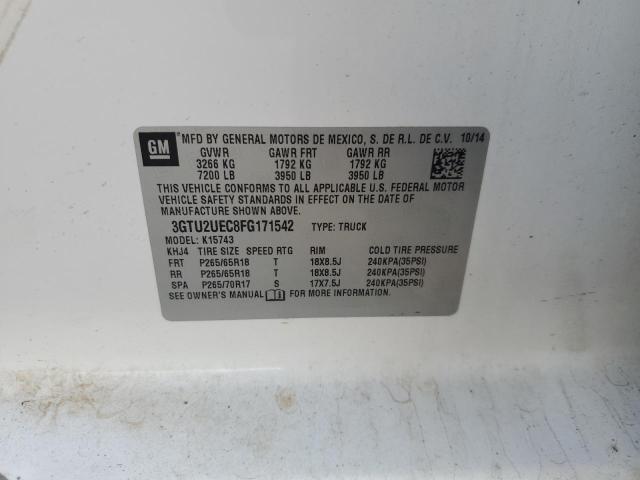 GM MFD BY GENERAL MOTORS DE MEXICO, S. DE R.L. DE C.V. 10/14
GVWR GAWR FRT GAWR RR
3266 KG 1792 KG 1792 KG
7200 LB 3950 LB 3950 LB
THIS VEHICLE CONFORMS TO ALL APPLICABLE U.S. FEDERAL MOTOR
VEHICLE SAFETY STANDARDS IN EFFECT ON THE DATE OF
MANUFACTURE SHOWN ABOVE.
3GTU2UEC8FG171542 TYPE: TRUCK
MODEL: K15743
KHJ4 TIRE SIZE SPEED RTG RIM COLD TIRE PRESSURE
FRT P265/65R18 T 18X8.5J 240KPA(35PSI)
RR P265/65R18 T 18X8.5J 240KPA(35PSI)
SPA P265/70R17 S 17X7.5J 240KPA(35PSI)
SEE OWNER'S MANUAL FOR MORE INFORMATION